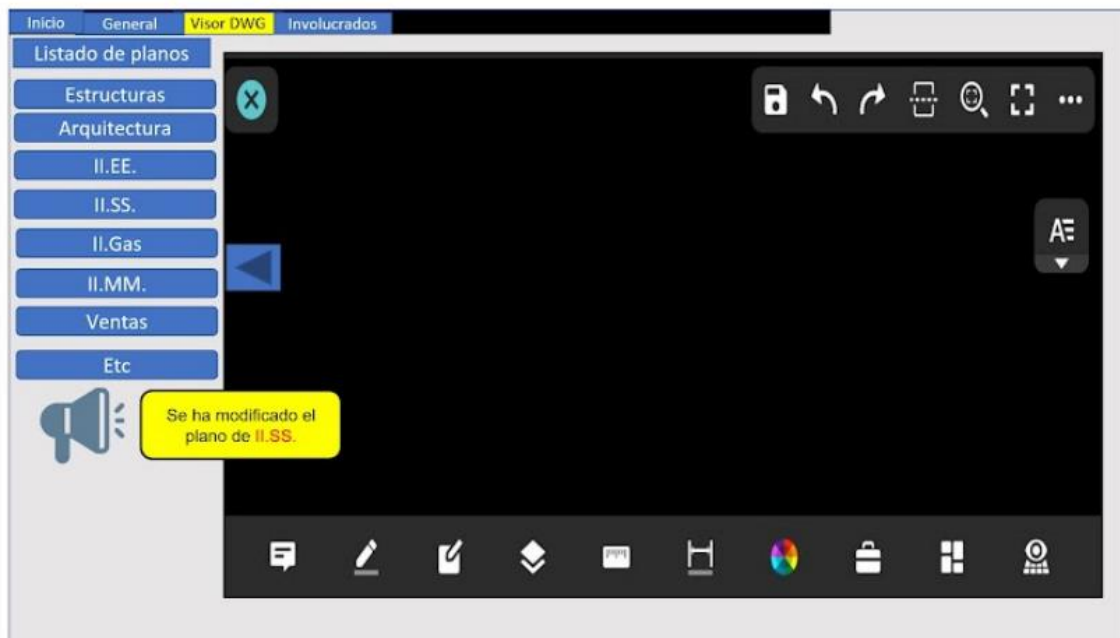 Inicio General Visor DWG Involucrados
Listado de planos
Estructuras
Arquitectura
II.EE.
II.SS.
II.Gas
II.MM.
Ventas
Etc
Se ha modificado el
plano de II.SS.
A